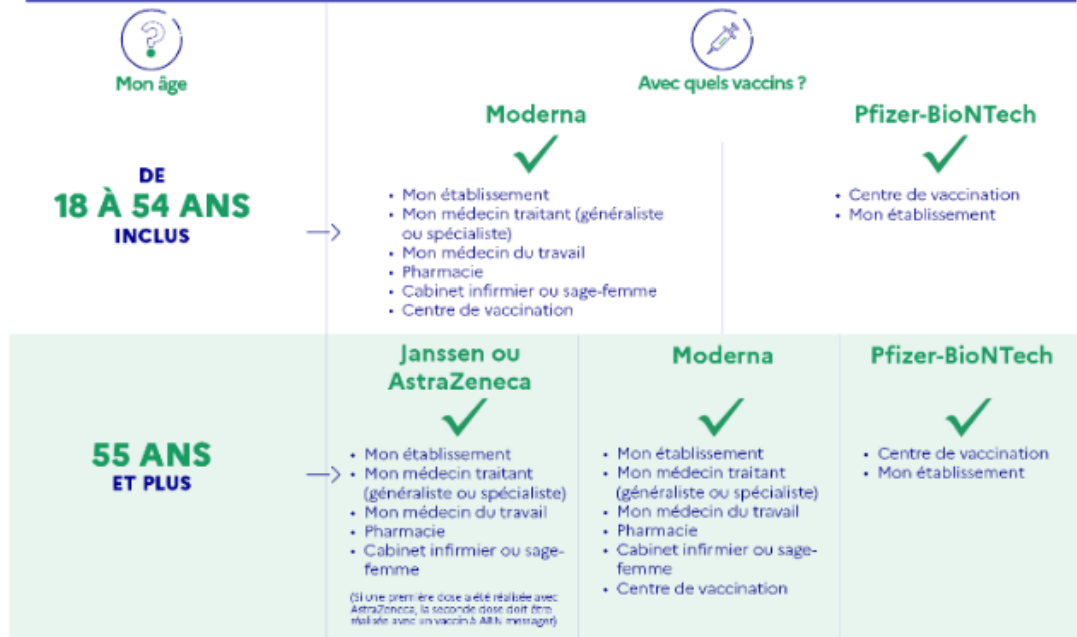 Mon âge
Avec quels vaccins ?
DE
18 À 54 ANS
INCLUS
Moderna
• Mon établissement
• Mon médecin traitant (généraliste
ou spécialiste)
• Mon médecin du travail
• Pharmacie
• Cabinet infirmier ou sage-femme
• Centre de vaccination
Pfizer-BioNTech
• Centre de vaccination
• Mon établissement
55 ANS
ET PLUS
Janssen ou
AstraZeneca
• Mon établissement
• Mon médecin traitant
(généraliste ou spécialiste)
• Mon médecin du travail
• Pharmacie
• Cabinet infirmier ou sage-
femme
(Si une première dose a été réalisée avec
AstraZeneca, la seconde dose doit être
réalisée avec un vaccin à ARN messager)
Moderna
• Mon établissement
• Mon médecin traitant
(généraliste ou spécialiste)
• Mon médecin du travail
• Pharmacie
• Cabinet infirmier ou sage-
femme
• Centre de vaccination
Pfizer-BioNTech
• Centre de vaccination
• Mon établissement